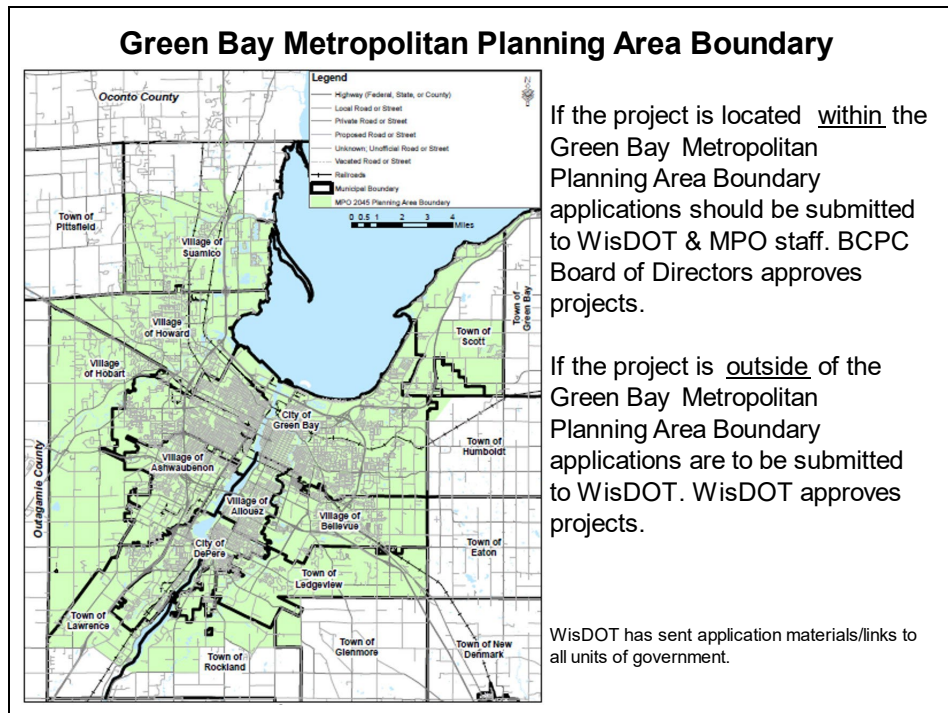 Green Bay Metropolitan Planning Area Boundary
Legend
Highway (Federal, State, or County)
Local Road or Street
Private Road or Street
Proposed Road or Street
Unknown; Unofficial Road or Street
Vacated Road or Street
Railroads
Municipal Boundary
MPO 2045 Planning Area Boundary
0 0.5 1 2 3 4
Miles
Oconto County
Town of
Pittsfield
Village of
Suamico
Village
of Howard
Village
of Hobart
Town of
Green Bay
Town of
Scott
City of
Green Bay
Town of
Humboldt
Village of
Ashwaubenon
Outagamie County
Village of
Allouez
Village of
Bellevue
City of
DePere
Town of
Eaton
Town of
Ledgeview
Town of
Lawrence
Town of
Rockland
Town of
Glenmore
Town of New
Denmark
If the project is located within the
Green Bay Metropolitan
Planning Area Boundary
applications should be submitted
to WisDOT & MPO staff. BCPC
Board of Directors approves
projects.
If the project is outside of the
Green Bay Metropolitan
Planning Area Boundary
applications are to be submitted
to WisDOT. WisDOT approves
projects.
WisDOT has sent application materials/links to
all units of government.